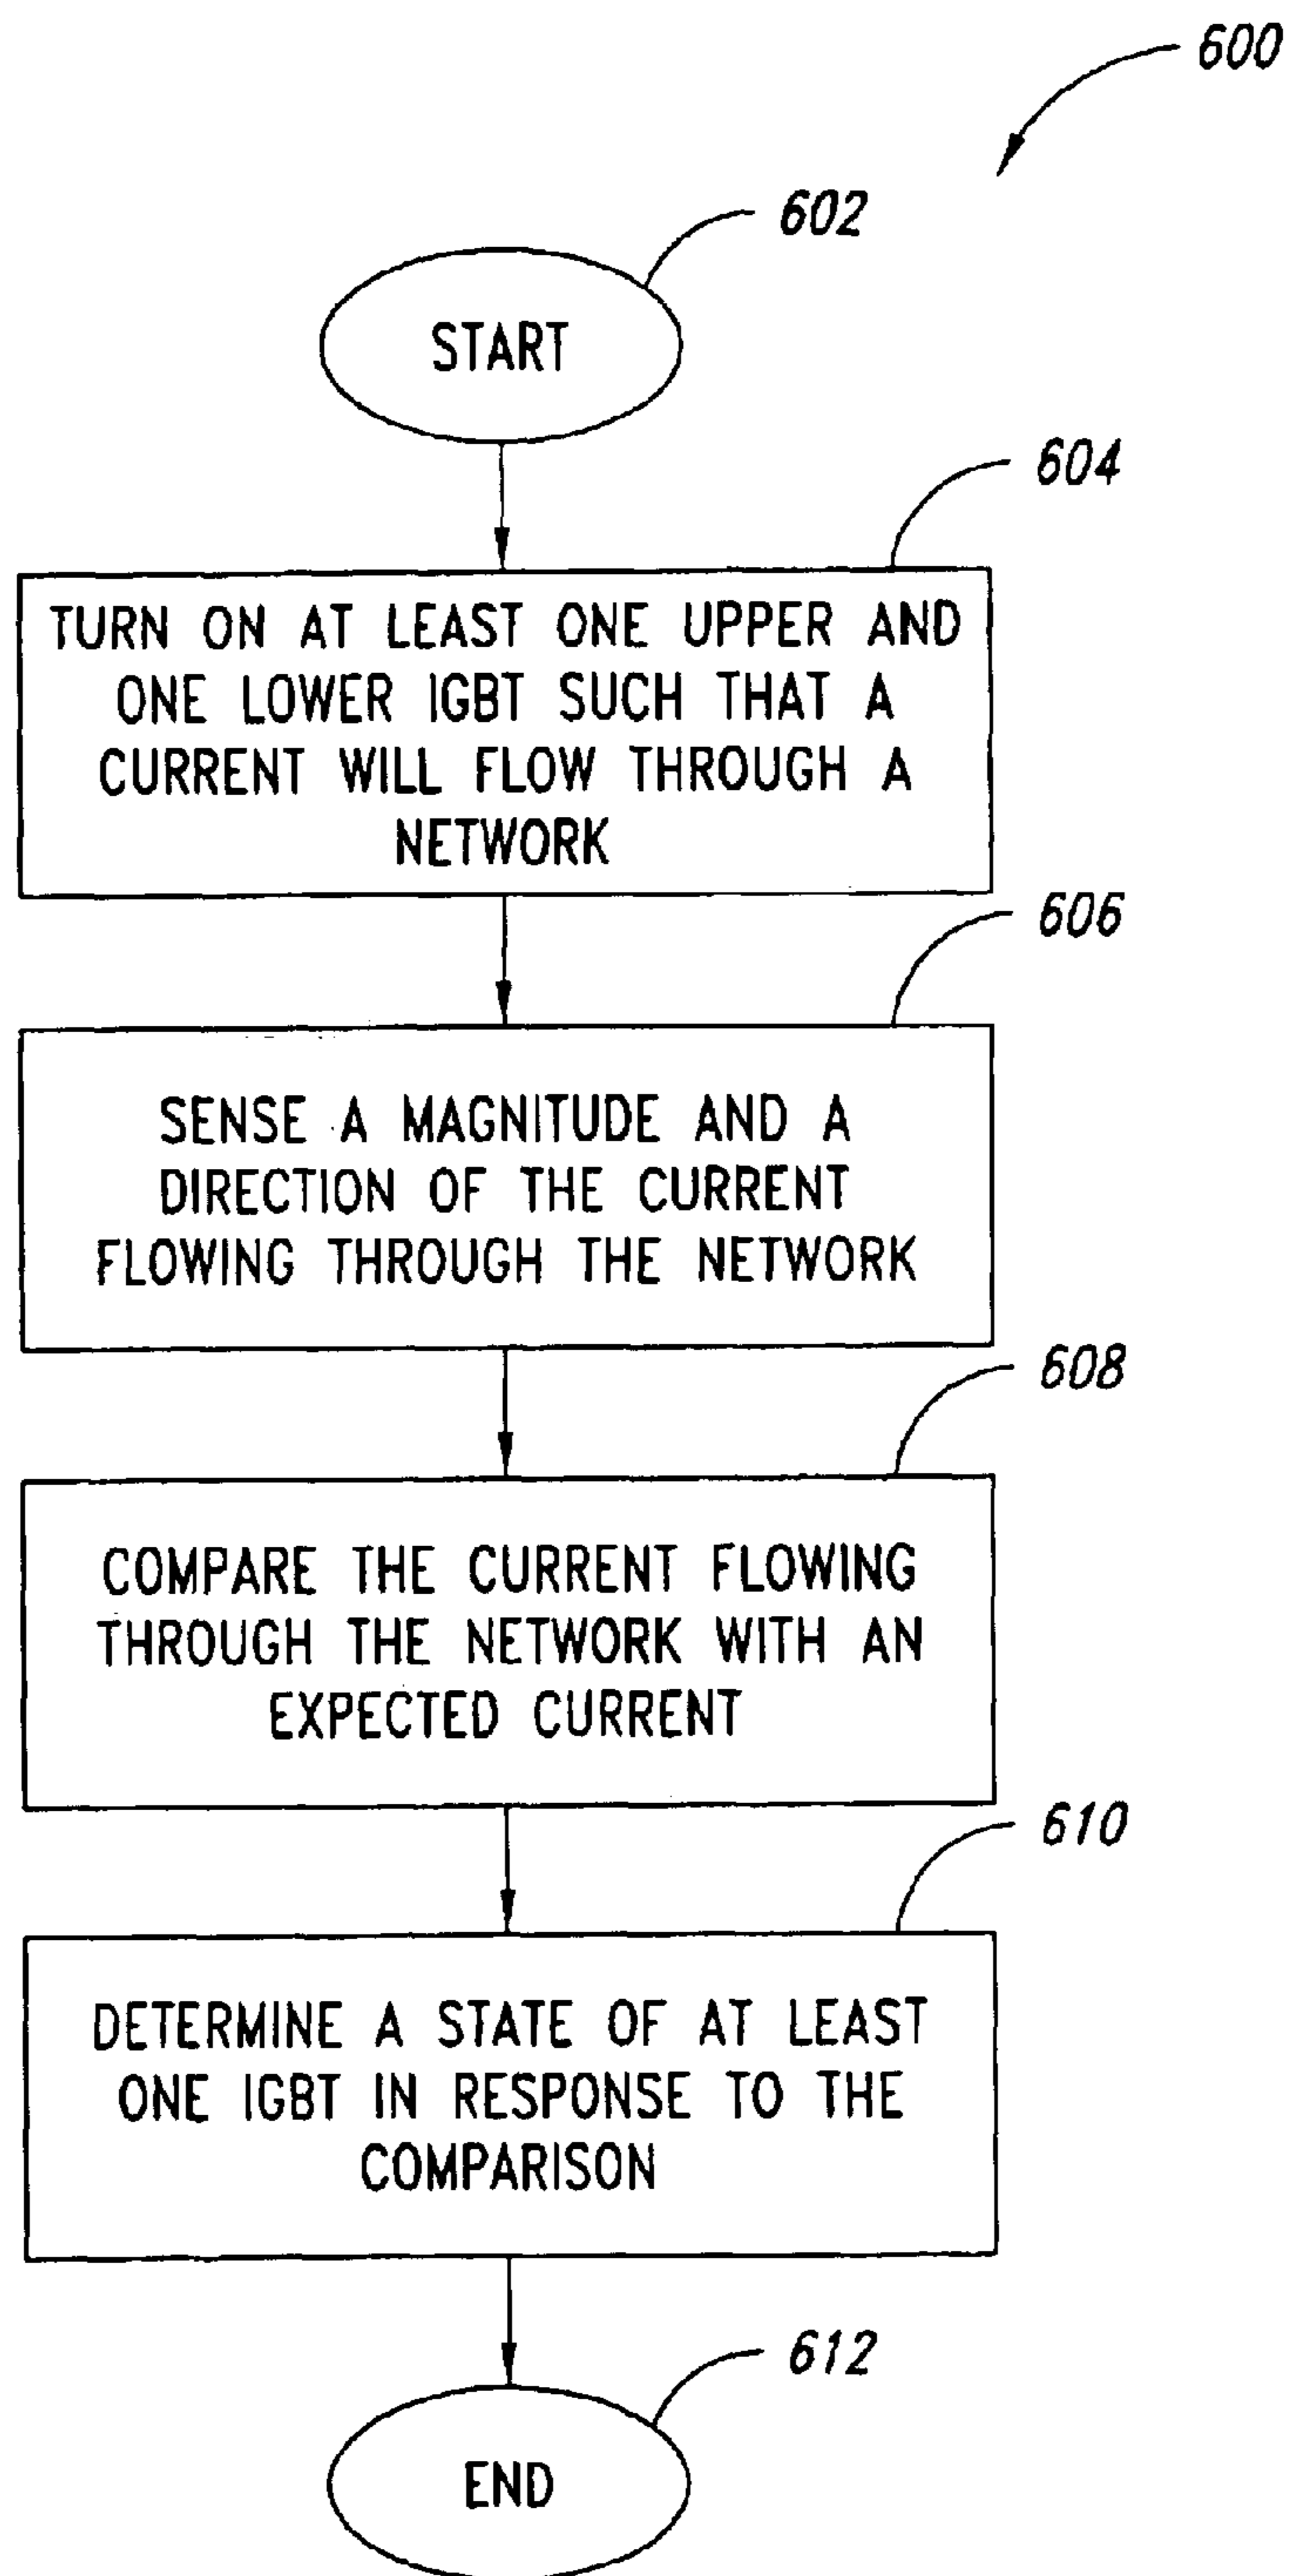 600
602
START
604
TURN ON AT LEAST ONE UPPER AND
ONE LOWER IGBT SUCH THAT A
CURRENT WILL FLOW THROUGH A
NETWORK
606
SENSE A MAGNITUDE AND A
DIRECTION OF THE CURRENT
FLOWING THROUGH THE NETWORK
608
COMPARE THE CURRENT FLOWING
THROUGH THE NETWORK WITH AN
EXPECTED CURRENT
610
DETERMINE A STATE OF AT LEAST
ONE IGBT IN RESPONSE TO THE
COMPARISON
612
END